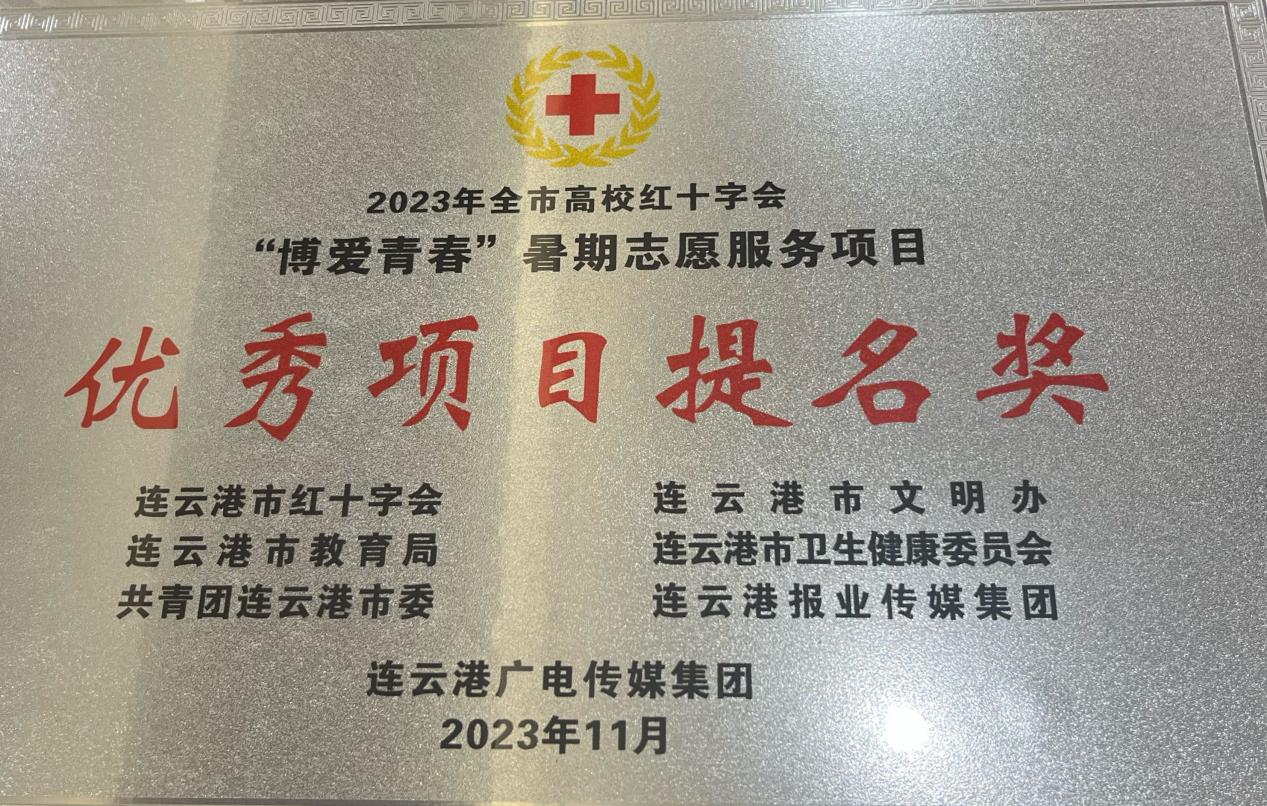 2023年全市高校红十字会
“博爱青春”暑期志愿服务项目
优秀项目提名奖
连云港市红十字会 连云港市文明办
连云港市教育局 连云港市卫生健康委员会
共青团连云港市委 连云港报业传媒集团
连云港广电传媒集团
2023年11月